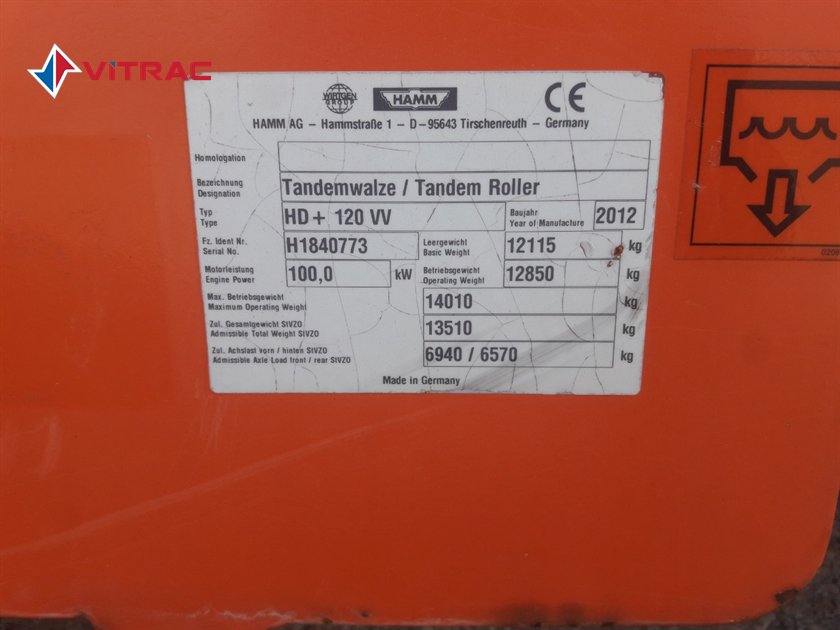 ViTRAC
WIRTGEN
GROUP
HAMM
CE
HAMM AG – Hammstraße 1 – D – 95643 Tirschenreuth – Germany
Homologation
Bezeichnung
Designation
Tandemwalze / Tandem Roller
Typ
Type
HD + 120 VV
Baujahr
Year of Manufacture
2012
Fz. Ident Nr.
Serial No.
H1840773
Leergewicht
Basic Weight
12115 kg
Motorleistung
Engine Power
100,0 kW
Betriebsgewicht
Operating Weight
12850 kg
Max. Betriebsgewicht
Maximum Operating Weight
14010 kg
Zul. Gesamtgewicht StVZO
Admissible Total Weight StVZO
13510 kg
Zul. Achslast vorn / hinten StVZO
Admissible Axle Load front / rear StVZO
6940 / 6570 kg
Made in Germany